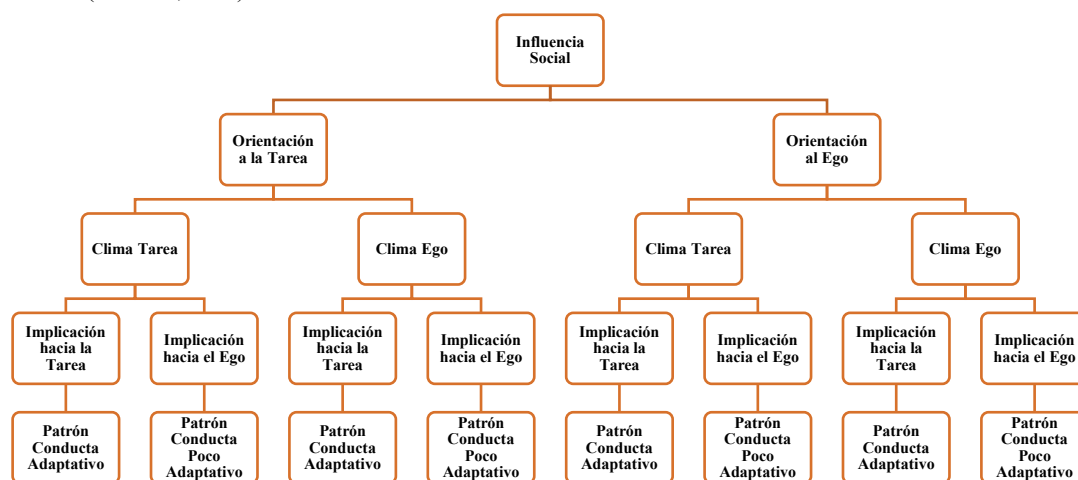 Influencia
Social
Orientación
a la Tarea
Orientación
al Ego
Clima Tarea
Clima Ego
Clima Tarea
Clima Ego
Implicación
hacia la
Tarea
Implicación
hacia el Ego
Implicación
hacia la
Tarea
Implicación
hacia el Ego
Implicación
hacia la
Tarea
Implicación
hacia el Ego
Implicación
hacia la
Tarea
Implicación
hacia el Ego
Patrón
Conducta
Adaptativo
Patrón
Conducta
Poco
Adaptativo
Patrón
Conducta
Adaptativo
Patrón
Conducta
Poco
Adaptativo
Patrón
Conducta
Adaptativo
Patrón
Conducta
Poco
Adaptativo
Patrón
Conducta
Adaptativo
Patrón
Conducta
Poco
Adaptativo